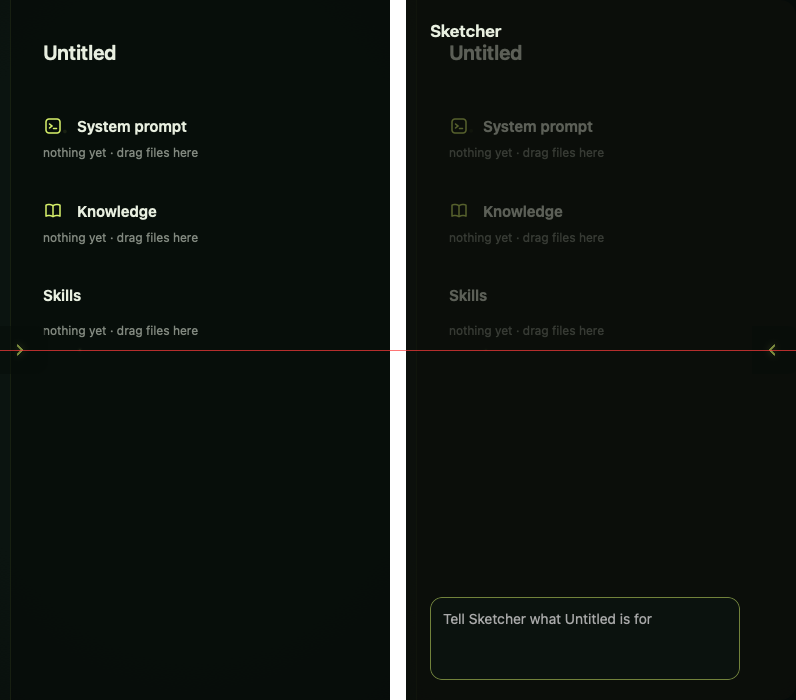 Untitled
System prompt
nothing yet · drag files here
Knowledge
nothing yet · drag files here
Skills
nothing yet · drag files here
Sketcher
Untitled
System prompt
nothing yet · drag files here
Knowledge
nothing yet · drag files here
Skills
nothing yet · drag files here
Tell Sketcher what Untitled is for